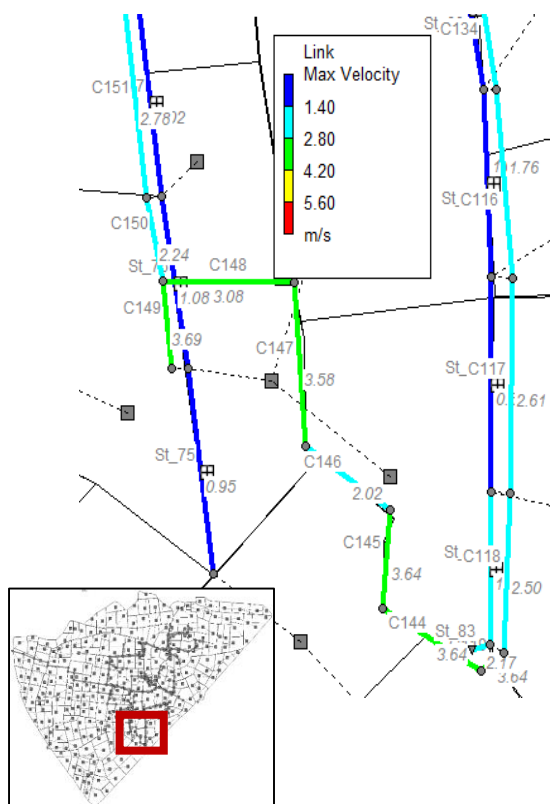 C134
Link
Max Velocity
1.40
2.80
4.20
5.60
m/s
C151
2.78
1.76
St_C116
C150
2.24
C148
1.08
3.08
C149
C147
3.69
3.58
St_C117
2.61
St_75
0.95
C146
2.02
C145
3.64
St_C118
2.50
C144
St_83
3.64
2.17
3.64